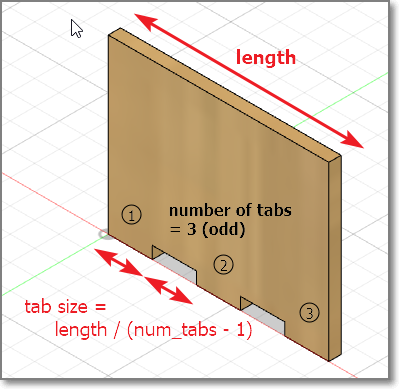 length
number of tabs
= 3 (odd)
①
②
③
tab size =
length / (num_tabs - 1)